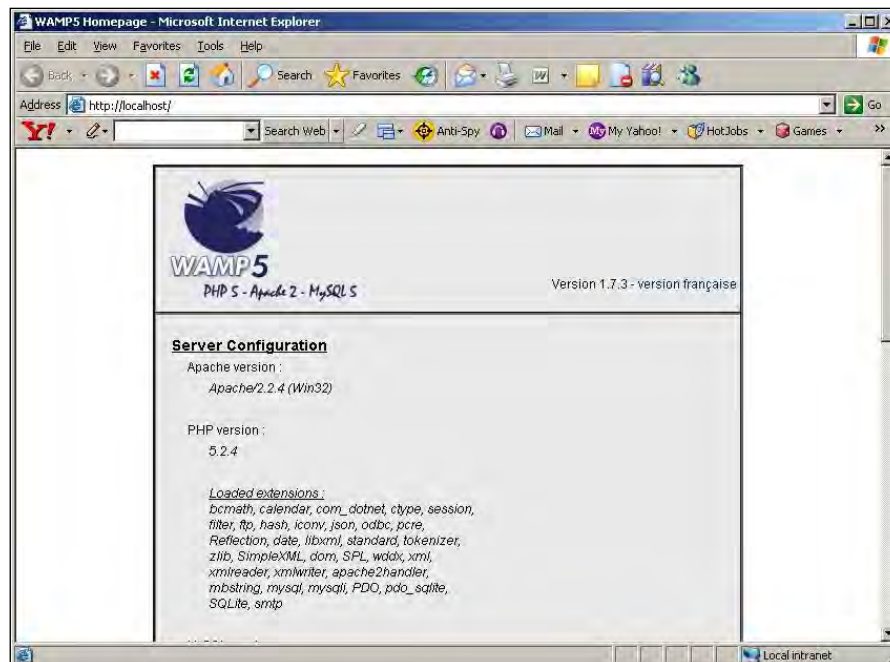 WAMP5 Homepage - Microsoft Internet Explorer
File Edit View Favorites Tools Help
Back Search Favorites
Address http://localhost/ Go
Y! Search Web Anti-Spy Mail My My Yahoo! HotJobs Games »
WAMP5
PHP 5 - Apache 2 - MySQL 5
Version 1.7.3 - version française
Server Configuration
Apache version :
Apache/2.2.4 (Win32)
PHP version :
5.2.4
Loaded extensions :
bcmath, calendar, com_dotnet, ctype, session,
filter, ftp, hash, iconv, json, odbc, pcre,
Reflection, date, libxml, standard, tokenizer,
zlib, SimpleXML, dom, SPL, wddx, xml,
xmlreader, xmlwriter, apache2handler,
mbstring, mysql, mysqli, PDO, pdo_sqlite,
SQLite, smtp
Local intranet